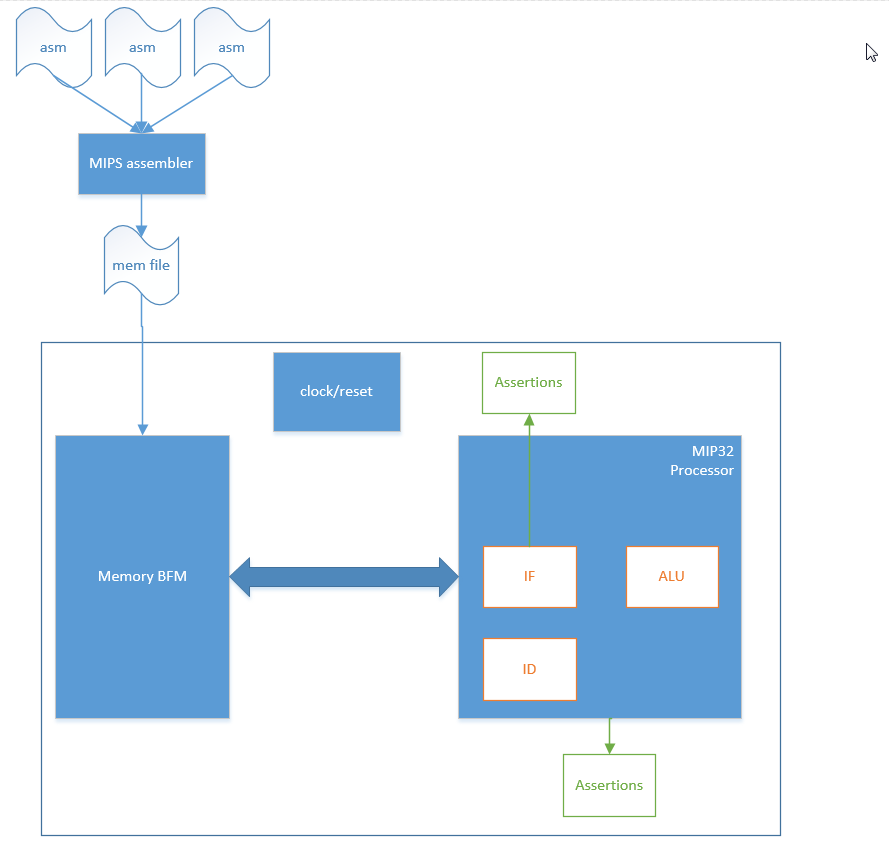 asm
asm
asm
MIPS assembler
mem file
clock/reset
Assertions
MIP32
Processor
Memory BFM
IF
ALU
ID
Assertions